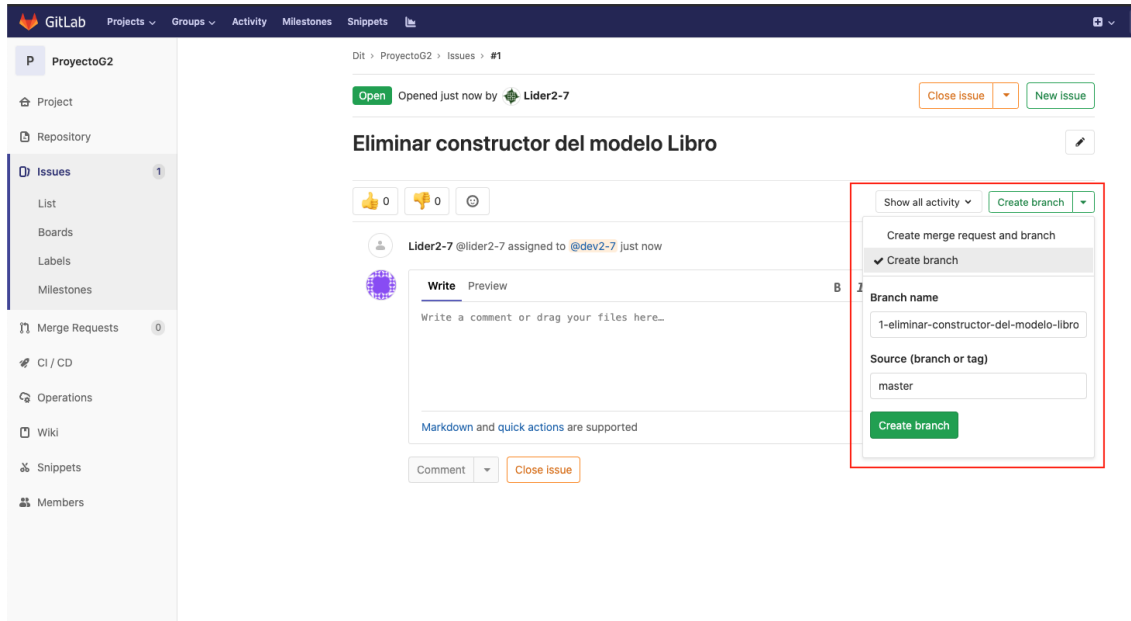 GitLab Projects Groups Activity Milestones Snippets
P ProyectoG2
Project
Repository
Issues 1
List
Boards
Labels
Milestones
Merge Requests 0
CI / CD
Operations
Wiki
Snippets
Members
Dit › ProyectoG2 › Issues › #1
Open Opened just now by Lider2-7
Close issue New issue
Eliminar constructor del modelo Libro
0 0
Show all activity Create branch
Create merge request and branch
Create branch
Branch name
1-eliminar-constructor-del-modelo-libro
Source (branch or tag)
master
Create branch
Lider2-7 @lider2-7 assigned to @dev2-7 just now
Write Preview B I
Write a comment or drag your files here…
Markdown and quick actions are supported
Comment Close issue